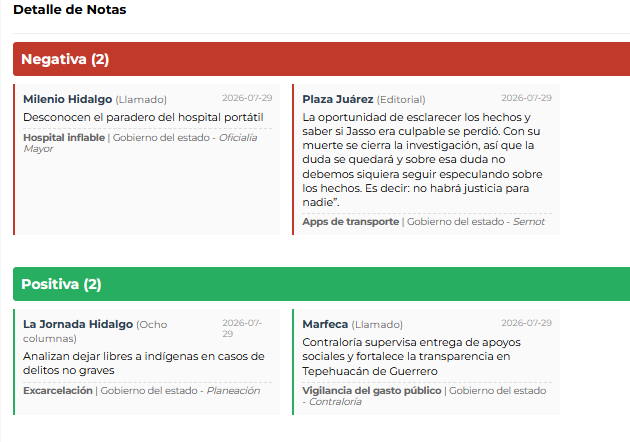 Detalle de Notas
Negativa (2)
Milenio Hidalgo (Llamado) 2026-07-29
Desconocen el paradero del hospital portátil
Hospital inflable | Gobierno del estado - Oficialía
Mayor
Plaza Juárez (Editorial) 2026-07-29
La oportunidad de esclarecer los hechos y
saber si Jasso era culpable se perdió. Con su
muerte se cierra la investigación, así que la
duda se quedará y sobre esa duda no
debemos siquiera seguir especulando sobre
los hechos. Es decir: no habrá justicia para
nadie”.
Apps de transporte | Gobierno del estado - Semot
Positiva (2)
La Jornada Hidalgo (Ocho 2026-07-
columnas) 29
Analizan dejar libres a indígenas en casos de
delitos no graves
Excarcelación | Gobierno del estado - Planeación
Marfeca (Llamado) 2026-07-29
Contraloría supervisa entrega de apoyos
sociales y fortalece la transparencia en
Tepehuacán de Guerrero
Vigilancia del gasto público | Gobierno del estado
- Contraloría